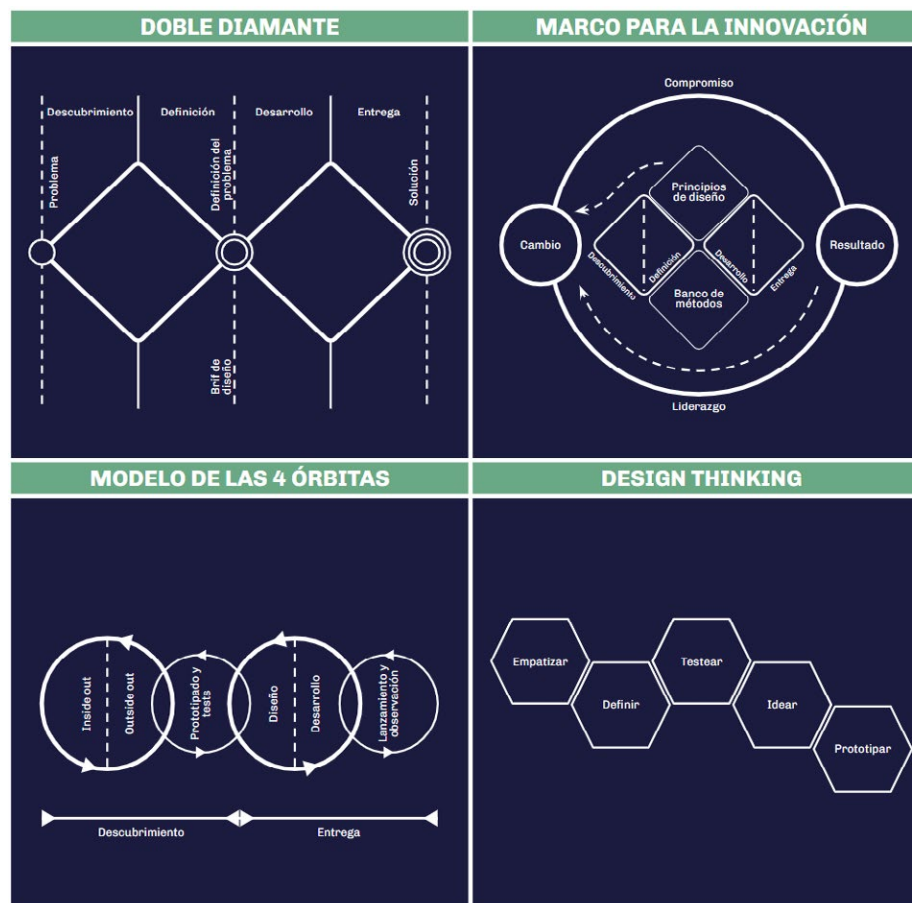 DOBLE DIAMANTE
Descubrimiento
Definición
Desarrollo
Entrega
Problema
Definición del
problema
Solución
Brif de
diseño
MARCO PARA LA INNOVACIÓN
Compromiso
Principios
de diseño
Cambio
Resultado
Descubrimiento
Definición
Desarrollo
Entrega
Banco de
métodos
Liderazgo
MODELO DE LAS 4 ÓRBITAS
Inside out
Outside out
Prototipado y
tests
Diseño
Desarrollo
Lanzamiento y
observación
Descubrimiento
Entrega
DESIGN THINKING
Empatizar
Definir
Testear
Idear
Prototipar